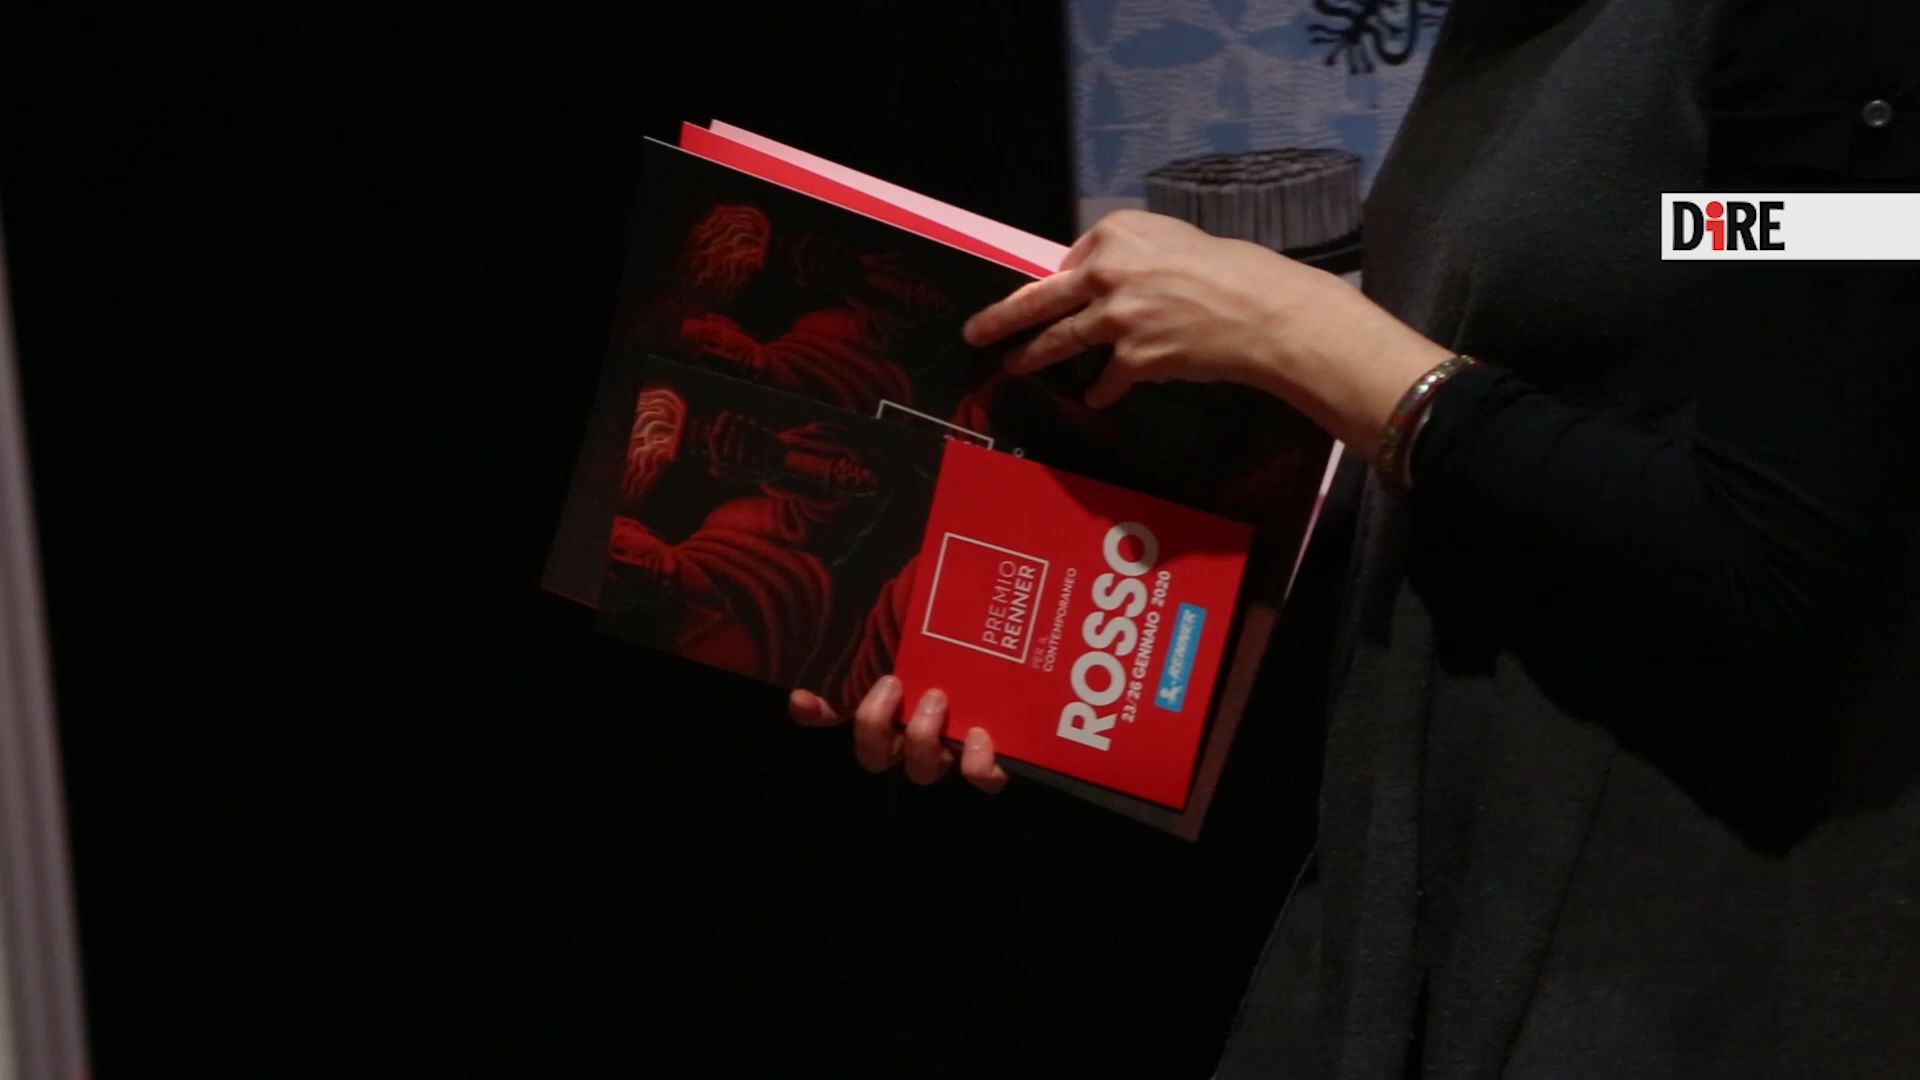 DiRE
PREMIO
RENNER
PER IL
CONTEMPORANEO
ROSSO
23/26 GENNAIO 2020
RENNER